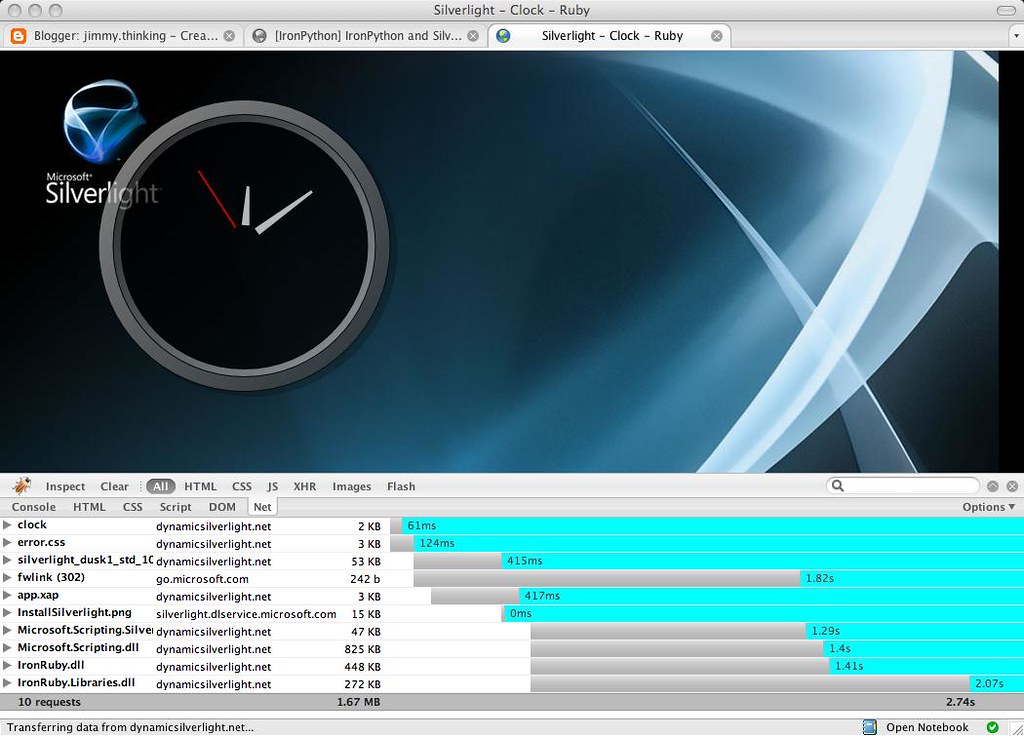 Silverlight – Clock – Ruby
Blogger: jimmy.thinking – Crea... [IronPython] IronPython and Silv... Silverlight – Clock – Ruby
Microsoft®
Silverlight
Inspect Clear All HTML CSS JS XHR Images Flash
Console HTML CSS Script DOM Net Options
clock dynamicsilverlight.net 2 KB 61ms
error.css dynamicsilverlight.net 3 KB 124ms
silverlight_dusk1_std_10 dynamicsilverlight.net 53 KB 415ms
fwlink (302) go.microsoft.com 242 b 1.82s
app.xap dynamicsilverlight.net 3 KB 417ms
InstallSilverlight.png silverlight.dlservice.microsoft.com 15 KB 0ms
Microsoft.Scripting.Silver dynamicsilverlight.net 47 KB 1.29s
Microsoft.Scripting.dll dynamicsilverlight.net 825 KB 1.4s
IronRuby.dll dynamicsilverlight.net 448 KB 1.41s
IronRuby.Libraries.dll dynamicsilverlight.net 272 KB 2.07s
10 requests 1.67 MB 2.74s
Transferring data from dynamicsilverlight.net... Open Notebook